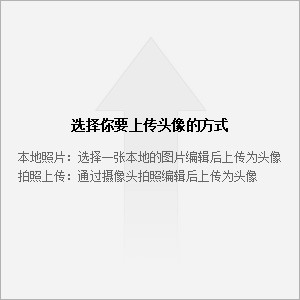 选择你要上传头像的方式
本地照片：选择一张本地的图片编辑后上传为头像
拍照上传：通过摄像头拍照编辑后上传为头像